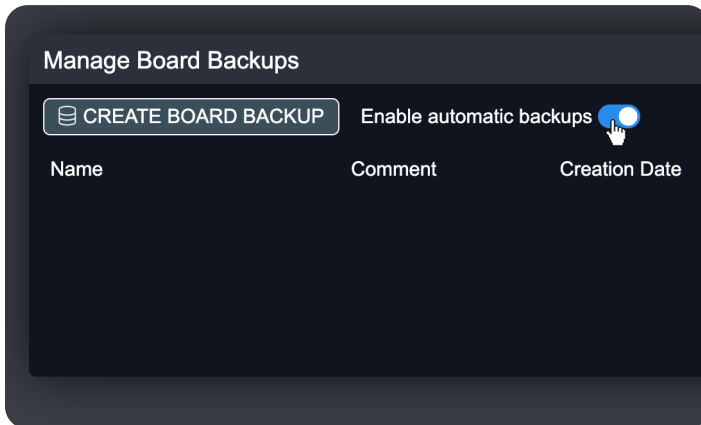 Manage Board Backups
CREATE BOARD BACKUP Enable automatic backups
Name Comment Creation Date